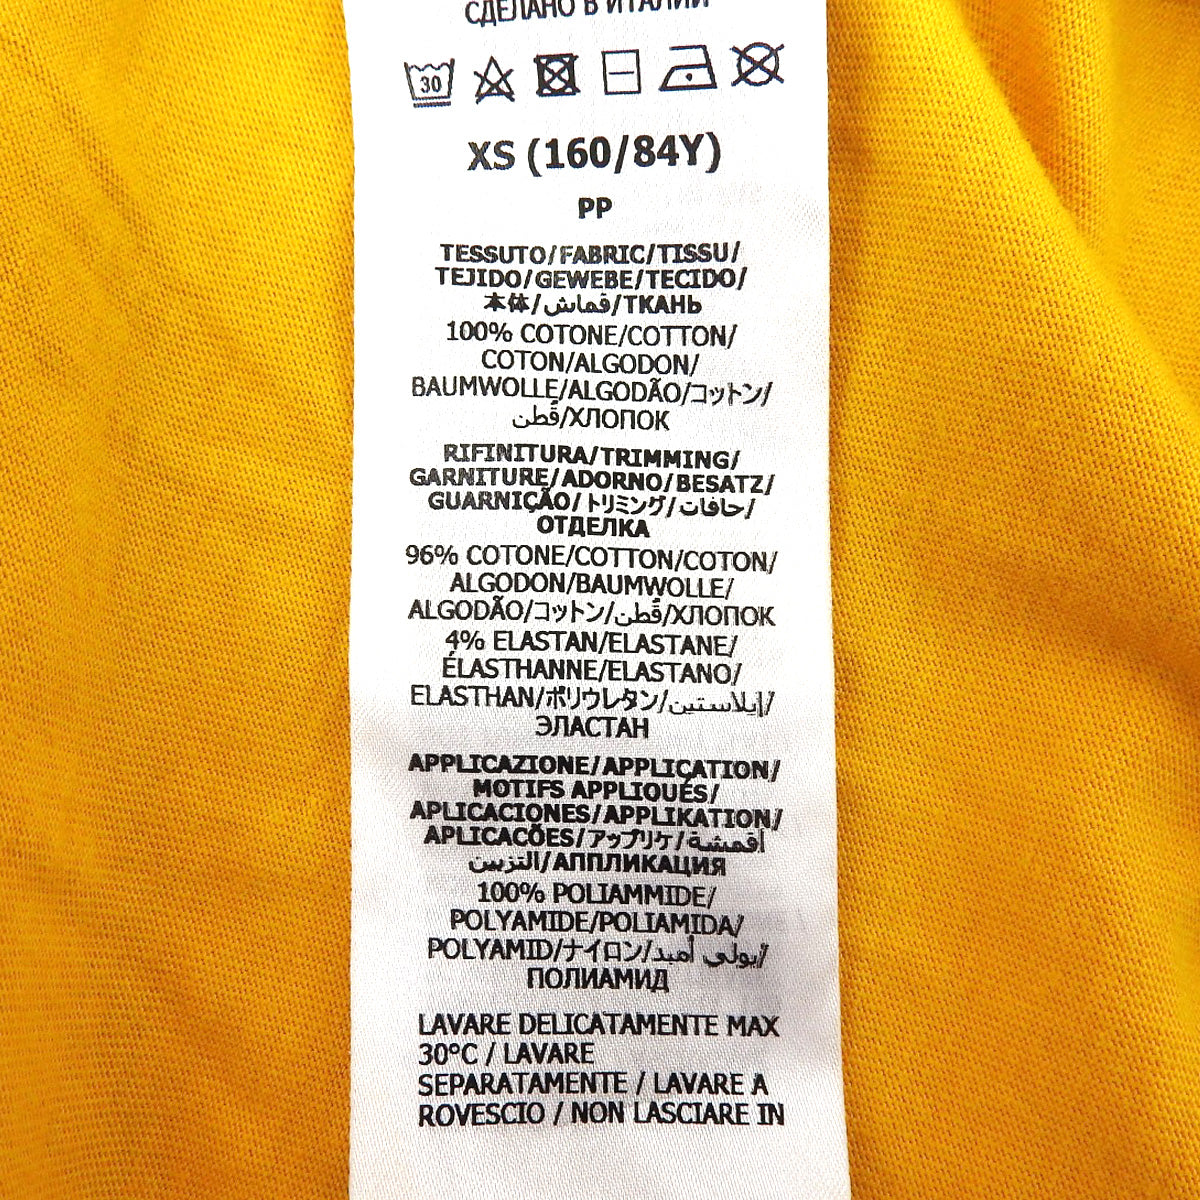 СДЕЛАНО В ИТАЛИИ
30
XS (160/84Y)
PP
TESSUTO/FABRIC/TISSU/
TEJIDO/GEWEBE/TECIDO/
本体/قماش/ТКАНЬ
100% COTONE/COTTON/
COTON/ALGODON/
BAUMWOLLE/ALGODÃO/コットン/
قُطن/ХЛОПОК
RIFINITURA/TRIMMING/
GARNITURE/ADORNO/BESATZ/
GUARNIÇÃO/トリミング/حافات/
ОТДЕЛКА
96% COTONE/COTTON/COTON/
ALGODON/BAUMWOLLE/
ALGODÃO/コットン/قُطن/ХЛОПОК
4% ELASTAN/ELASTANE/
ÉLASTHANNE/ELASTANO/
ELASTHAN/ポリウレタン/إيلاستين/
ЭЛАСТАН
APPLICAZIONE/APPLICATION/
MOTIFS APPLIQUÉS/
APLICACIONES/APPLIKATION/
APLICACÕES/アップリケ/أقمشة
التزيين/АППЛИКАЦИЯ
100% POLIAMMIDE/
POLYAMIDE/POLIAMIDA/
POLYAMID/ナイロン/بولي أميد/
ПОЛИАМИД
LAVARE DELICATAMENTE MAX
30°C / LAVARE
SEPARATAMENTE / LAVARE A
ROVESCIO / NON LASCIARE IN